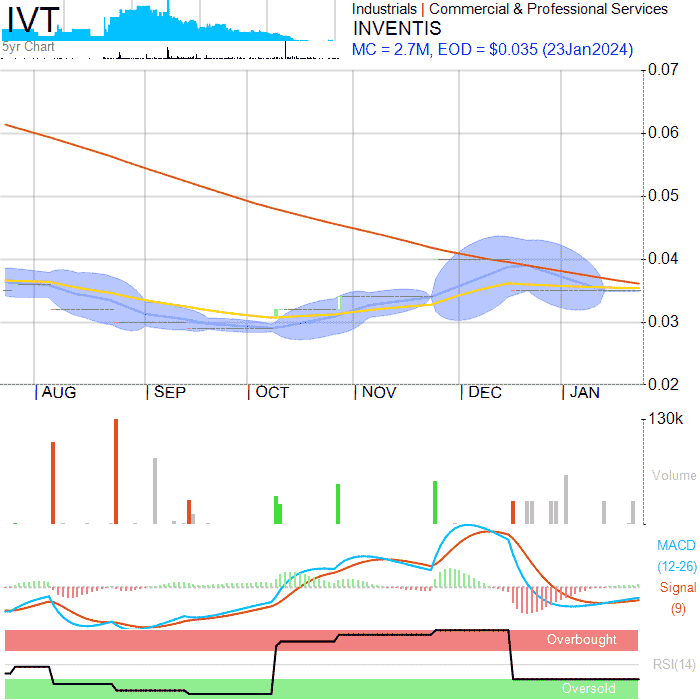 IVT
5yr Chart
Industrials | Commercial & Professional Services
INVENTIS
MC = 2.7M, EOD = $0.035 (23Jan2024)
0.07
0.06
0.05
0.04
0.03
0.02
AUG SEP OCT NOV DEC JAN
130k
Volume
MACD
(12-26)
Signal
(9)
Overbought
RSI(14)
Oversold